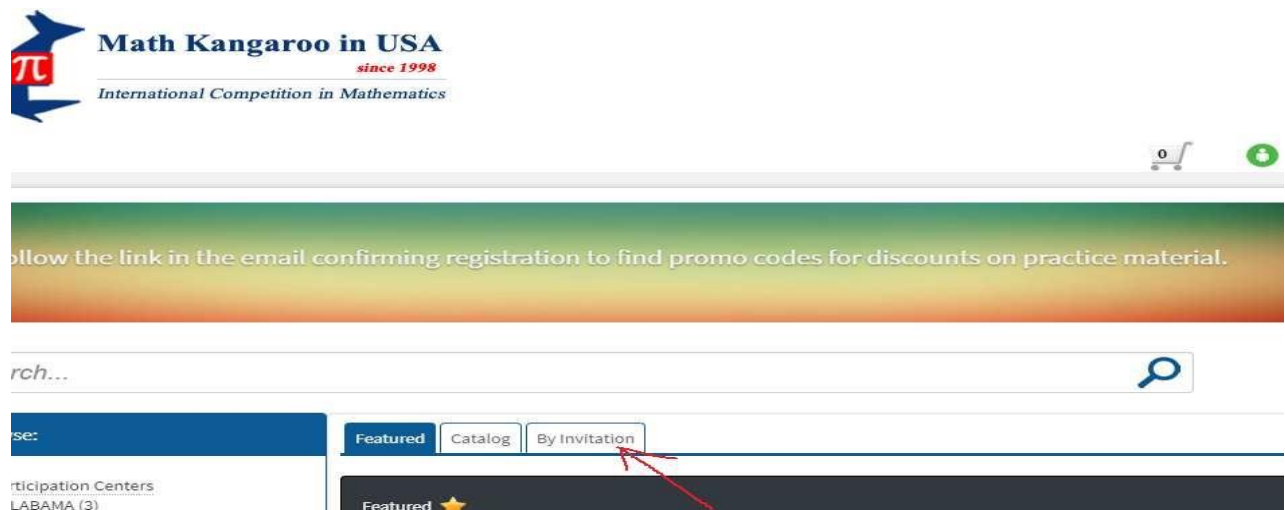 Math Kangaroo in USA
since 1998
π
International Competition in Mathematics
0
ollow the link in the email confirming registration to find promo codes for discounts on practice material.
rch...
se:
Featured Catalog By Invitation
rticipation Centers
LABAMA (3)
Featured